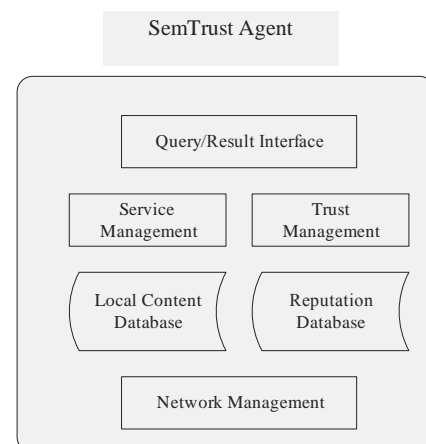 SemTrust Agent
Query/Result Interface
Service
Management
Trust
Management
Local Content
Database
Reputation
Database
Network Management